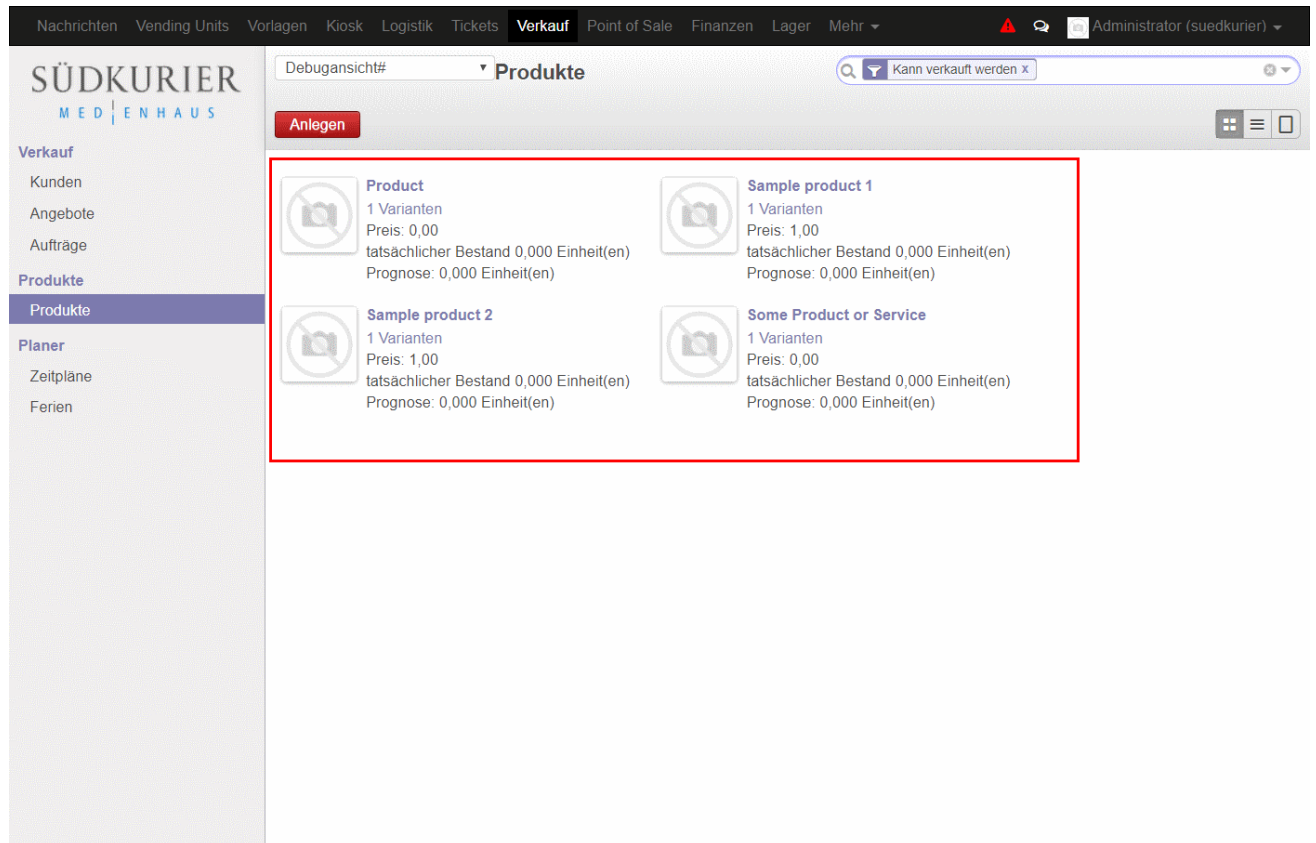 Nachrichten Vending Units Vorlagen Kiosk Logistik Tickets Verkauf Point of Sale Finanzen Lager Mehr Administrator (suedkurier)
SÜDKURIER
MEDIENHAUS
Debugansicht# Produkte Kann verkauft werden x
Anlegen
Verkauf
Kunden
Angebote
Aufträge
Produkte
Produkte
Planer
Zeitpläne
Ferien
Product
1 Varianten
Preis: 0,00
tatsächlicher Bestand 0,000 Einheit(en)
Prognose: 0,000 Einheit(en)
Sample product 1
1 Varianten
Preis: 1,00
tatsächlicher Bestand 0,000 Einheit(en)
Prognose: 0,000 Einheit(en)
Sample product 2
1 Varianten
Preis: 1,00
tatsächlicher Bestand 0,000 Einheit(en)
Prognose: 0,000 Einheit(en)
Some Product or Service
1 Varianten
Preis: 0,00
tatsächlicher Bestand 0,000 Einheit(en)
Prognose: 0,000 Einheit(en)